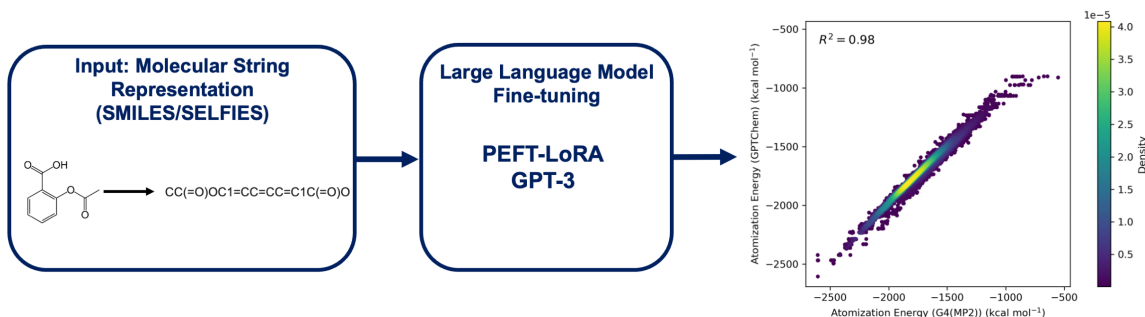 Input: Molecular String
Representation
(SMILES/SELFIES)
O
OH
O
O
CC(=O)OC1=CC=CC=C1C(=O)O
Large Language Model
Fine-tuning
PEFT-LoRA
GPT-3
R² = 0.98
Atomization Energy (GPTChem) (kcal mol⁻¹)
−500
−1000
−1500
−2000
−2500
−2500 −2000 −1500 −1000 −500
Atomization Energy (G4(MP2)) (kcal mol⁻¹)
1e−5
4.0
3.5
3.0
2.5
2.0
1.5
1.0
0.5
Density